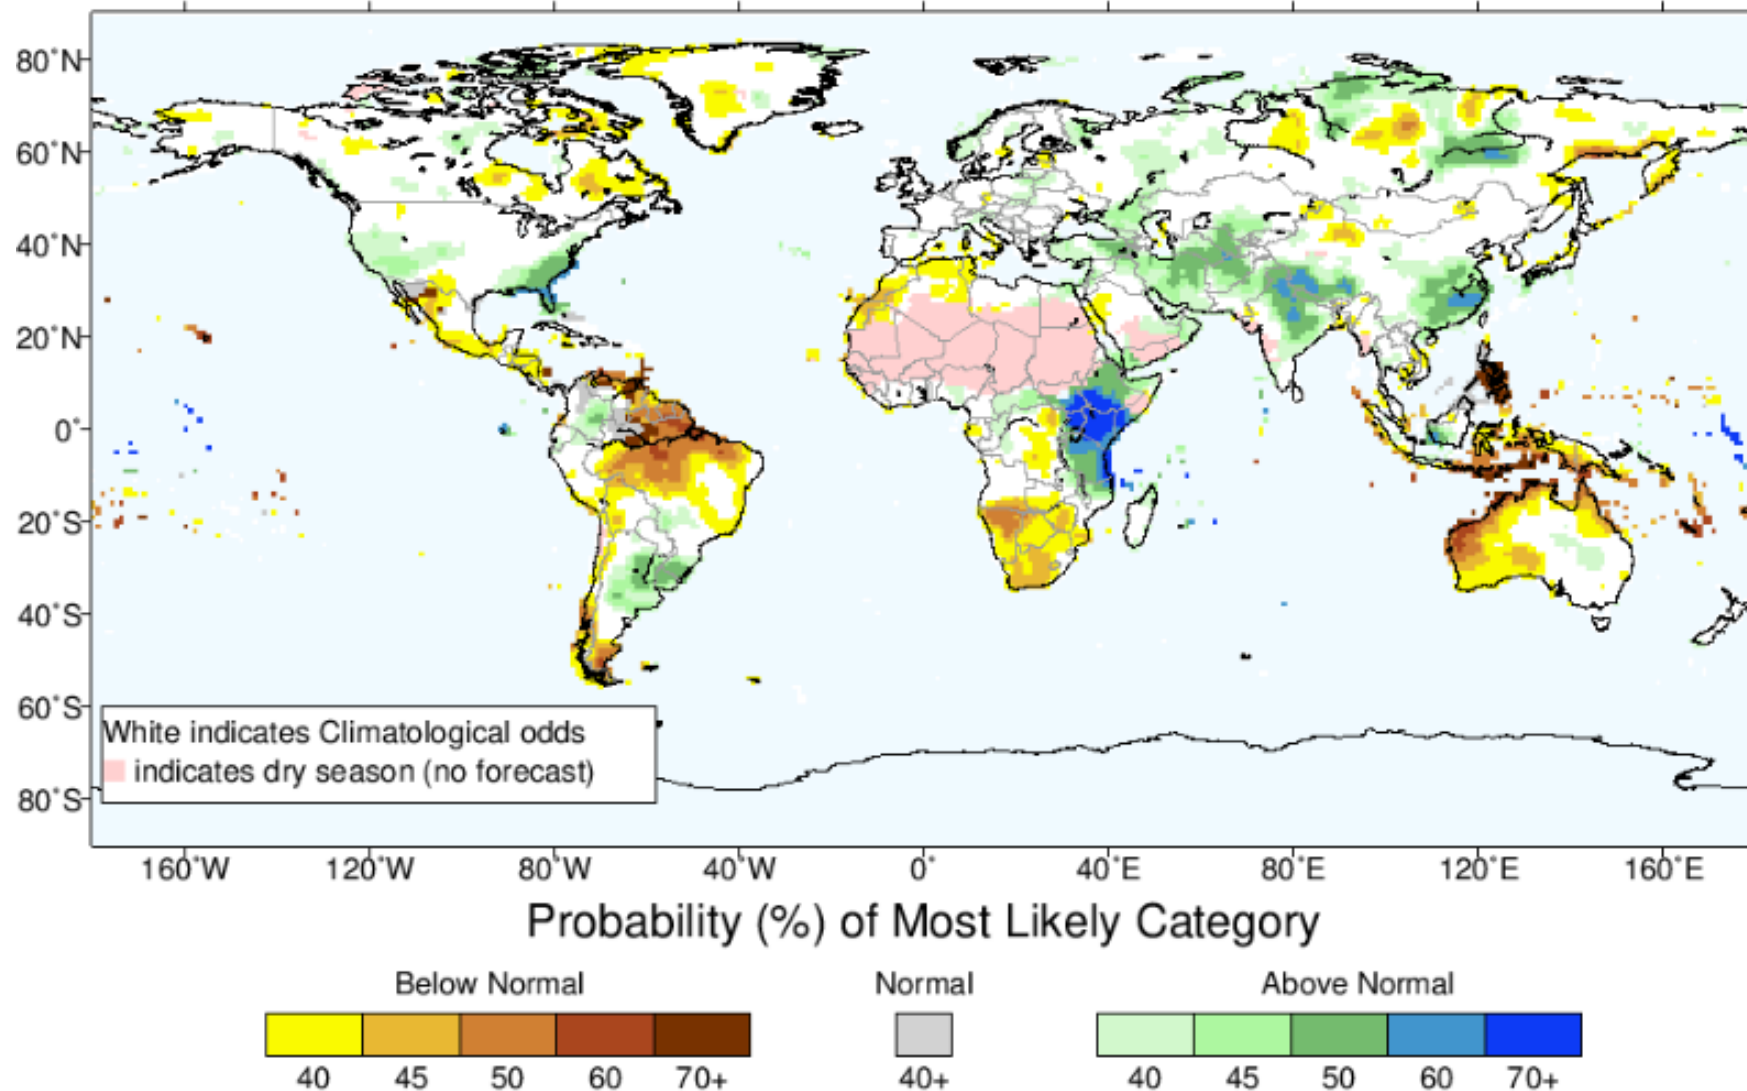 80˚N
60˚N
40˚N
20˚N
0˚
20˚S
40˚S
60˚S
80˚S
White indicates Climatological odds
indicates dry season (no forecast)
160˚W 120˚W 80˚W 40˚W 0˚ 40˚E 80˚E 120˚E 160˚E
Probability (%) of Most Likely Category
Below Normal Normal Above Normal
40 45 50 60 70+ 40+ 40 45 50 60 70+